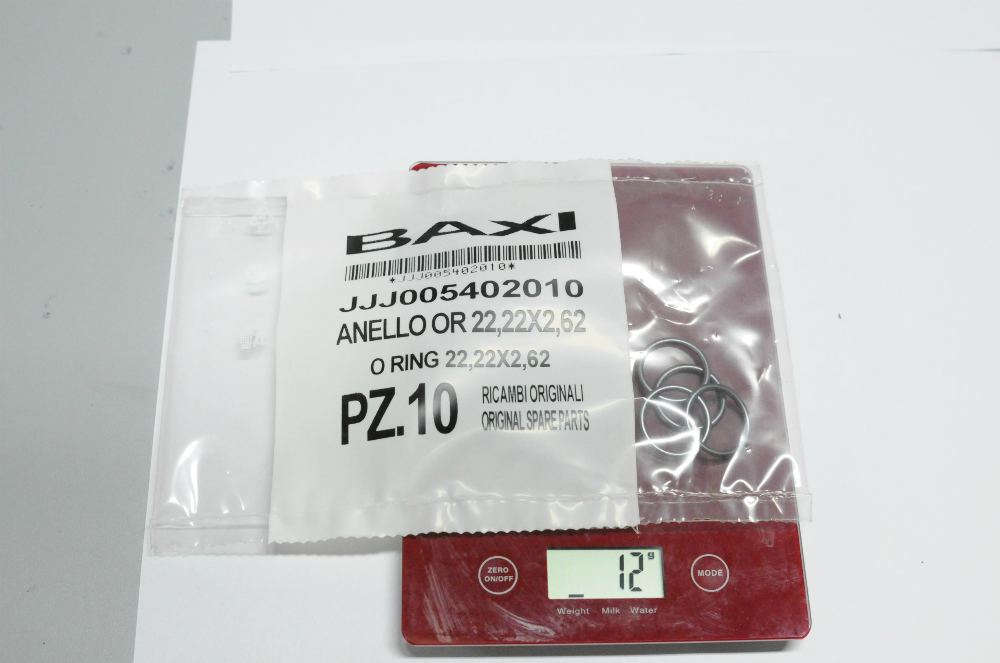 BAXI
*JJJ005402010*
JJJ005402010
ANELLO OR 22,22X2,62
O RING 22,22X2,62
PZ.10
RICAMBI ORIGINALI
ORIGINAL SPARE PARTS
ZERO
ON/OFF
12 g
MODE
Weight Milk Water